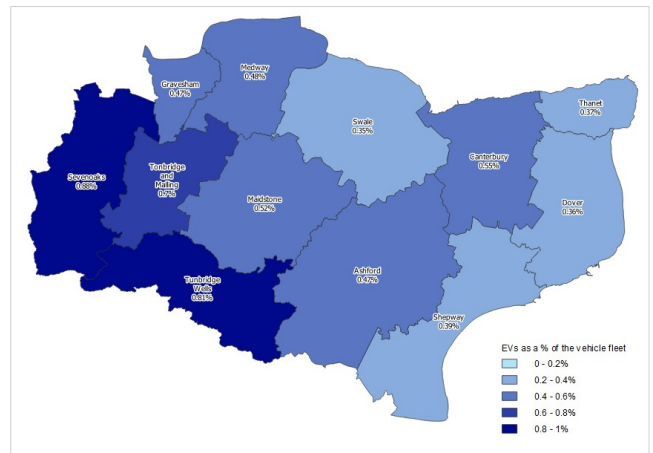 Medway
0.48%
Gravesham
0.47%
Thanet
0.37%
Swale
0.35%
Canterbury
0.55%
Tonbridge
and
Malling
0.7%
Sevenoaks
0.88%
Maidstone
0.52%
Dover
0.36%
Ashford
0.47%
Tunbridge
Wells
0.81%
Shepway
0.39%
EVs as a % of the vehicle fleet
0 - 0.2%
0.2 - 0.4%
0.4 - 0.6%
0.6 - 0.8%
0.8 - 1%